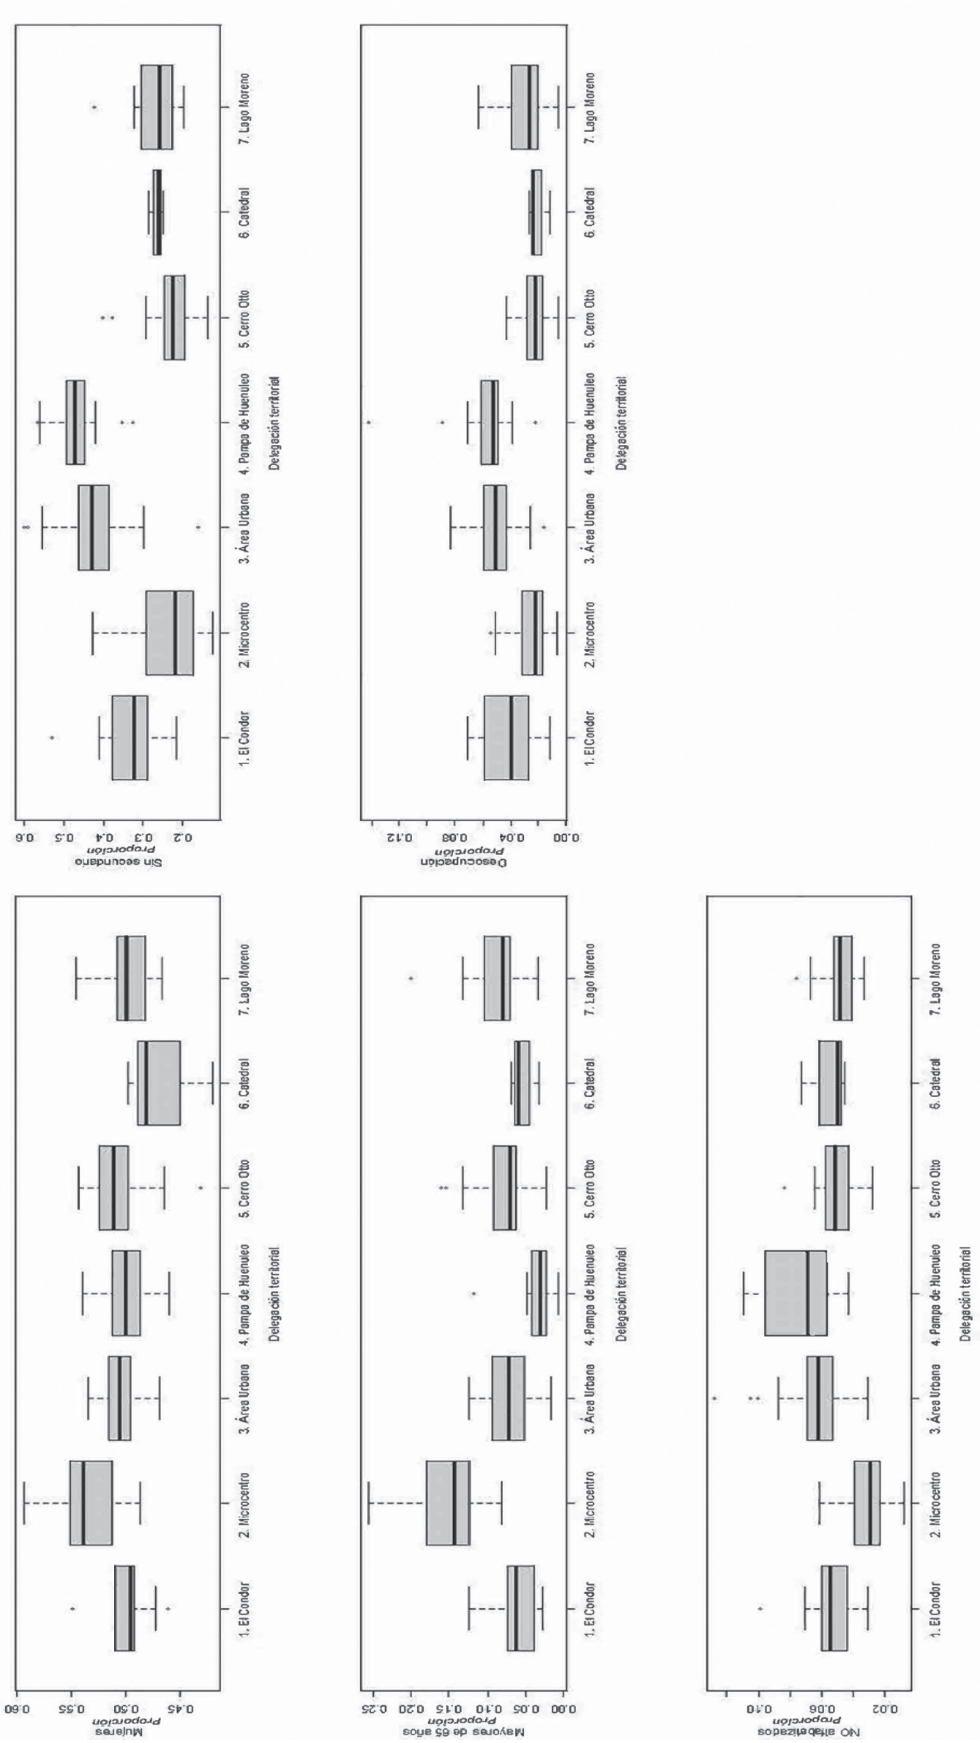 Mujeres
Proporción
0.60
0.55
0.50
0.45
1. El Condor
2. Microcentro
3. Área Urbana
4. Pampa de Huenuleo
5. Cerro Otto
6. Catedral
7. Lago Moreno
Delegación territorial
Sin secundario
Proporción
0.6
0.5
0.4
0.3
0.2
1. El Condor
2. Microcentro
3. Área Urbana
4. Pampa de Huenuleo
5. Cerro Otto
6. Catedral
7. Lago Moreno
Delegación territorial
Mayores de 65 años
Proporción
0.25
0.20
0.15
0.10
0.05
0.00
1. El Condor
2. Microcentro
3. Área Urbana
4. Pampa de Huenuleo
5. Cerro Otto
6. Catedral
7. Lago Moreno
Delegación territorial
Desocupación
Proporción
0.12
0.08
0.04
0.00
1. El Condor
2. Microcentro
3. Área Urbana
4. Pampa de Huenuleo
5. Cerro Otto
6. Catedral
7. Lago Moreno
Delegación territorial
NO alfabetizados
Proporción
0.10
0.06
0.02
1. El Condor
2. Microcentro
3. Área Urbana
4. Pampa de Huenuleo
5. Cerro Otto
6. Catedral
7. Lago Moreno
Delegación territorial